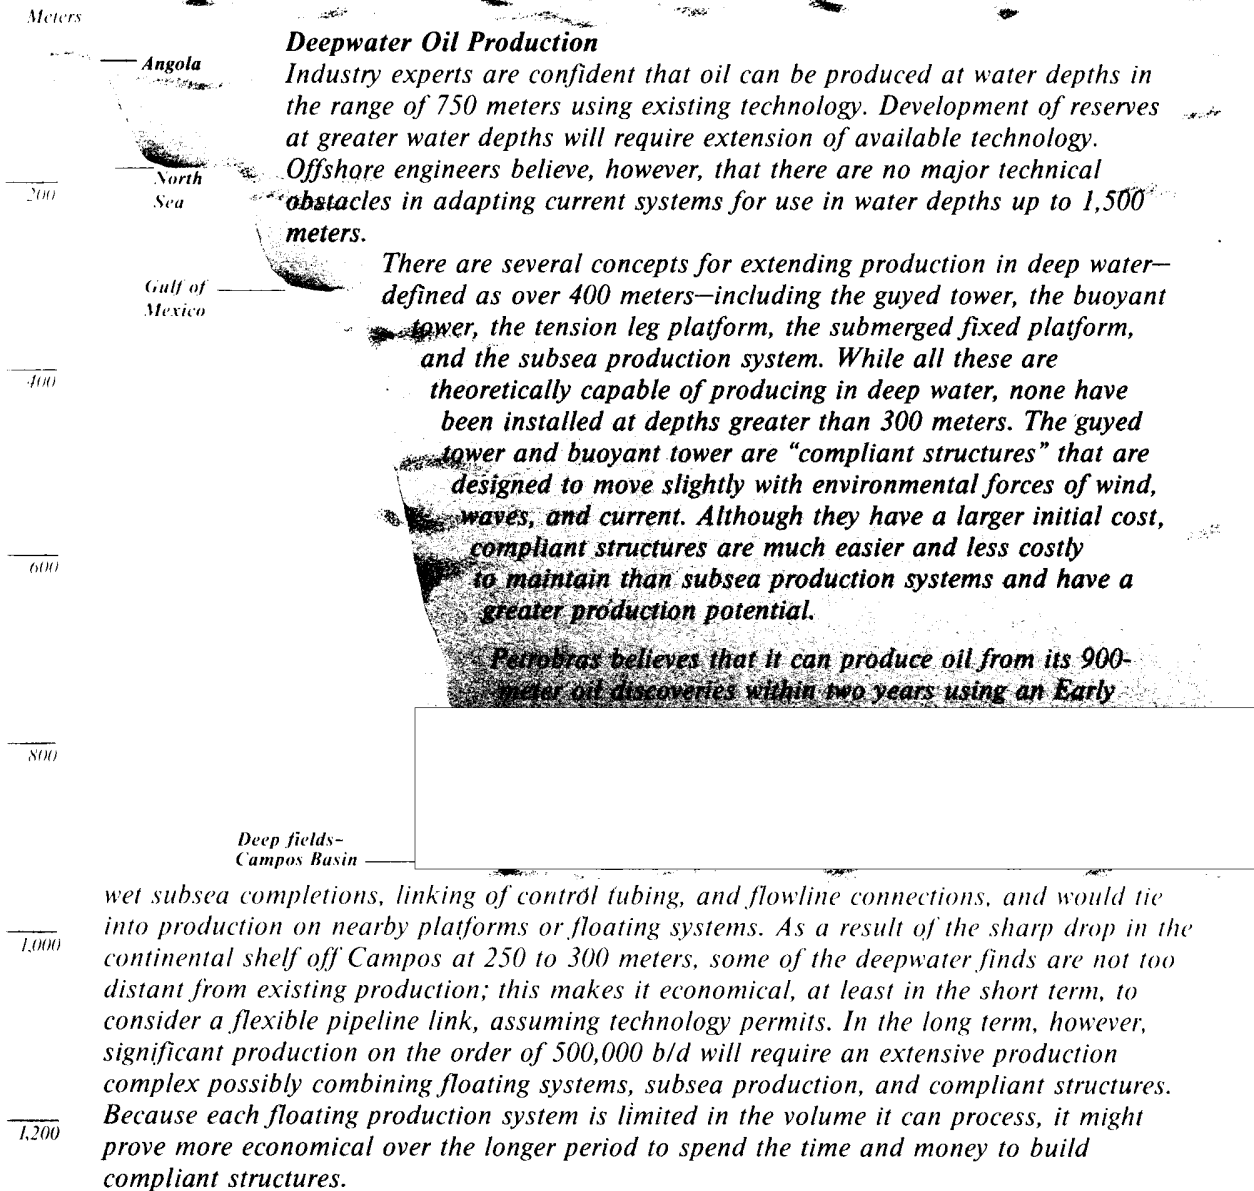 Meters
Deepwater Oil Production
Angola
Industry experts are confident that oil can be produced at water depths in
the range of 750 meters using existing technology. Development of reserves
at greater water depths will require extension of available technology.
Offshore engineers believe, however, that there are no major technical
North
Sea
200
obstacles in adapting current systems for use in water depths up to 1,500
meters.
There are several concepts for extending production in deep water—
Gulf of
Mexico
defined as over 400 meters—including the guyed tower, the buoyant
tower, the tension leg platform, the submerged fixed platform,
and the subsea production system. While all these are
400
theoretically capable of producing in deep water, none have
been installed at depths greater than 300 meters. The guyed
tower and buoyant tower are “compliant structures” that are
designed to move slightly with environmental forces of wind,
waves, and current. Although they have a larger initial cost,
compliant structures are much easier and less costly
600
to maintain than subsea production systems and have a
greater production potential.
Petrobras believes that it can produce oil from its 900-
meter oil discoveries within two years using an Early
800
Deep fields–
Campos Basin
wet subsea completions, linking of control tubing, and flowline connections, and would tie
into production on nearby platforms or floating systems. As a result of the sharp drop in the
1,000
continental shelf off Campos at 250 to 300 meters, some of the deepwater finds are not too
distant from existing production; this makes it economical, at least in the short term, to
consider a flexible pipeline link, assuming technology permits. In the long term, however,
significant production on the order of 500,000 b/d will require an extensive production
complex possibly combining floating systems, subsea production, and compliant structures.
Because each floating production system is limited in the volume it can process, it might
1,200
prove more economical over the longer period to spend the time and money to build
compliant structures.